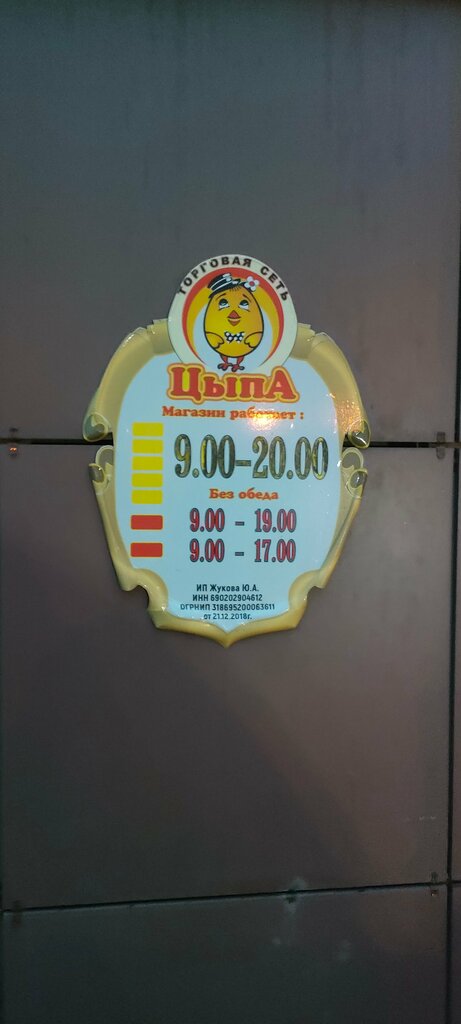 ТОРГОВАЯ СЕТЬ
ЦыпА
Магазин работает :
9.00-20.00
Без обеда
9.00 - 19.00
9.00 - 17.00
ИП Жукова Ю.А.
ИНН 690202904612
ОГРНИП 318695200063611
от 21.12.2018г.